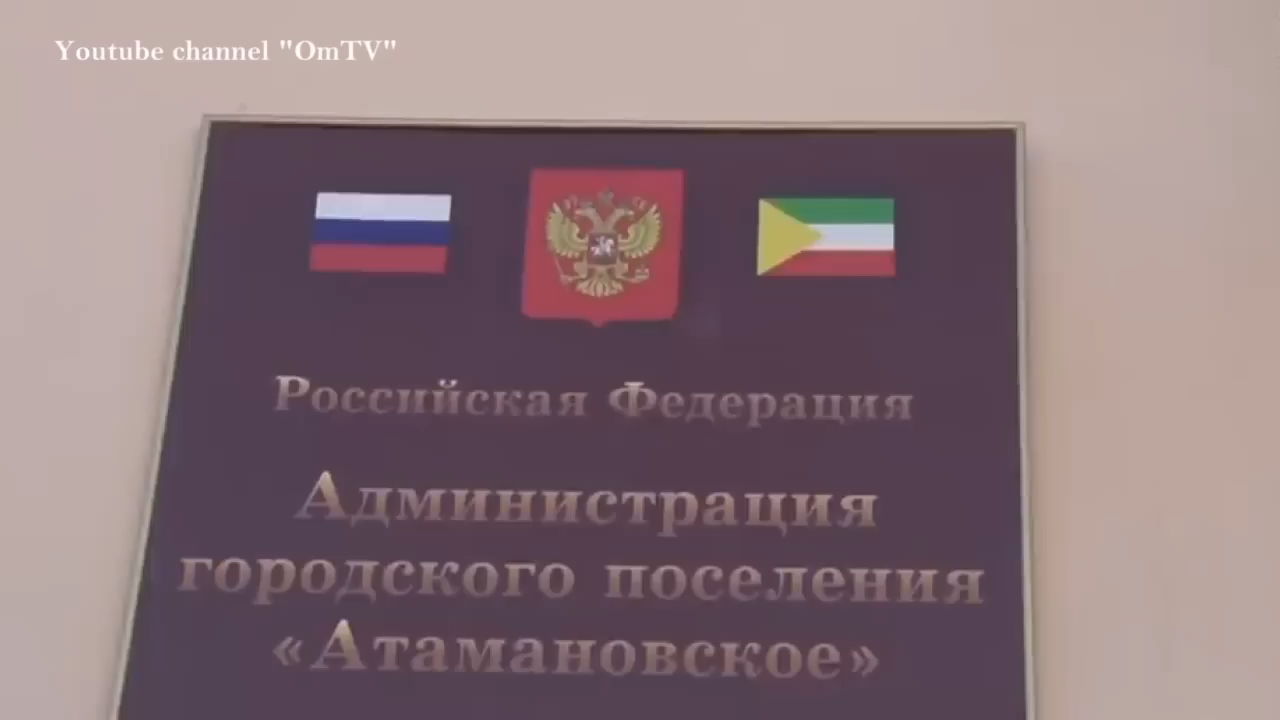 Youtube channel "OmTV"
Российская Федерация
Администрация
городского поселения
«Атамановское»